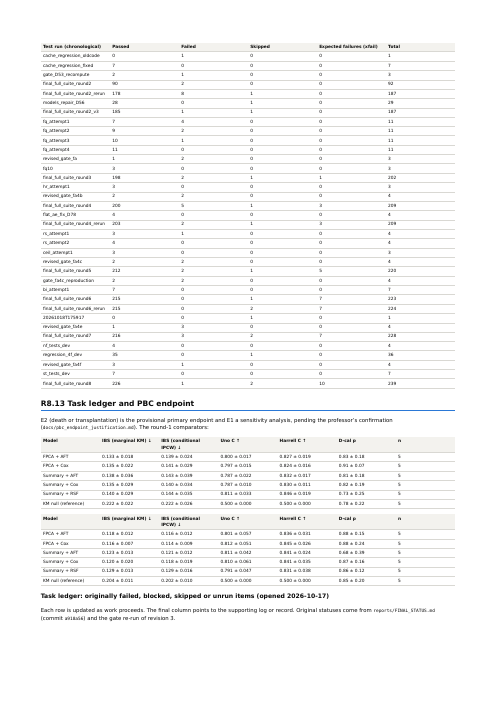 Test run (chronological) Passed Failed Skipped Expected failures (xfail) Total
cache_regression_oldcode 0 1 0 0 1
cache_regression_fixed 7 0 0 0 7
gate_D53_recompute 2 1 0 0 3
final_full_suite_round2 90 2 0 0 92
final_full_suite_round2_rerun 178 8 1 0 187
models_repair_D56 28 0 1 0 29
final_full_suite_round2_v3 185 1 1 0 187
fq_attempt1 7 4 0 0 11
fq_attempt2 9 2 0 0 11
fq_attempt3 10 1 0 0 11
fq_attempt4 11 0 0 0 11
revised_gate_fa 1 2 0 0 3
fq10 3 0 0 0 3
final_full_suite_round3 198 2 1 1 202
hr_attempt1 3 0 0 0 3
revised_gate_fa4b 2 2 0 0 4
final_full_suite_round4 200 5 1 3 209
flat_ae_fix_D78 4 0 0 0 4
final_full_suite_round4_rerun 203 2 1 3 209
rs_attempt1 3 1 0 0 4
rs_attempt2 4 0 0 0 4
ceil_attempt1 3 0 0 0 3
revised_gate_fa4c 2 2 0 0 4
final_full_suite_round5 212 2 1 5 220
gate_fa4c_reproduction 2 2 0 0 4
bi_attempt1 7 0 0 0 7
final_full_suite_round6 215 0 1 7 223
final_full_suite_round6_rerun 215 0 2 7 224
20261018T175917 0 0 1 0 1
revised_gate_fa4e 1 3 0 0 4
final_full_suite_round7 216 3 2 7 228
nf_tests_dev 4 0 0 0 4
regression_4f_dev 35 0 1 0 36
revised_gate_fa4f 3 1 0 0 4
st_tests_dev 7 0 0 0 7
final_full_suite_round8 226 1 2 10 239
R8.13 Task ledger and PBC endpoint
E2 (death or transplantation) is the provisional primary endpoint and E1 a sensitivity analysis, pending the professor's confirmation
(docs/pbc_endpoint_justification.md). The round-1 comparators:
Model IBS (marginal KM) ↓ IBS (conditional IPCW) ↓ Uno C ↑ Harrell C ↑ D-cal p n
FPCA + AFT 0.133 ± 0.018 0.139 ± 0.024 0.800 ± 0.017 0.827 ± 0.019 0.83 ± 0.18 5
FPCA + Cox 0.135 ± 0.022 0.141 ± 0.029 0.797 ± 0.015 0.824 ± 0.016 0.91 ± 0.07 5
Summary + AFT 0.138 ± 0.036 0.143 ± 0.039 0.787 ± 0.022 0.832 ± 0.017 0.81 ± 0.18 5
Summary + Cox 0.135 ± 0.029 0.140 ± 0.034 0.787 ± 0.022 0.830 ± 0.011 0.82 ± 0.19 5
Summary + RSF 0.140 ± 0.029 0.144 ± 0.035 0.811 ± 0.033 0.846 ± 0.019 0.73 ± 0.25 5
KM null (reference) 0.222 ± 0.022 0.222 ± 0.026 0.500 ± 0.000 0.500 ± 0.000 0.78 ± 0.22 5
Model IBS (marginal KM) ↓ IBS (conditional IPCW) ↓ Uno C ↑ Harrell C ↑ D-cal p n
FPCA + AFT 0.118 ± 0.012 0.116 ± 0.012 0.801 ± 0.057 0.836 ± 0.031 0.88 ± 0.15 5
FPCA + Cox 0.116 ± 0.007 0.114 ± 0.009 0.812 ± 0.051 0.845 ± 0.026 0.88 ± 0.24 5
Summary + AFT 0.123 ± 0.013 0.121 ± 0.012 0.811 ± 0.042 0.841 ± 0.024 0.68 ± 0.39 5
Summary + Cox 0.120 ± 0.020 0.118 ± 0.019 0.810 ± 0.061 0.841 ± 0.035 0.87 ± 0.16 5
Summary + RSF 0.129 ± 0.013 0.129 ± 0.016 0.791 ± 0.047 0.831 ± 0.038 0.86 ± 0.12 5
KM null (reference) 0.204 ± 0.011 0.202 ± 0.010 0.500 ± 0.000 0.500 ± 0.000 0.85 ± 0.20 5
Task ledger: originally failed, blocked, skipped or unrun items (opened 2026-10-17)
Each row is updated as work proceeds. The final column points to the supporting log or record. Original statuses come from reports/FINAL_STATUS.md
(commit and the gate re-run of revision 3.